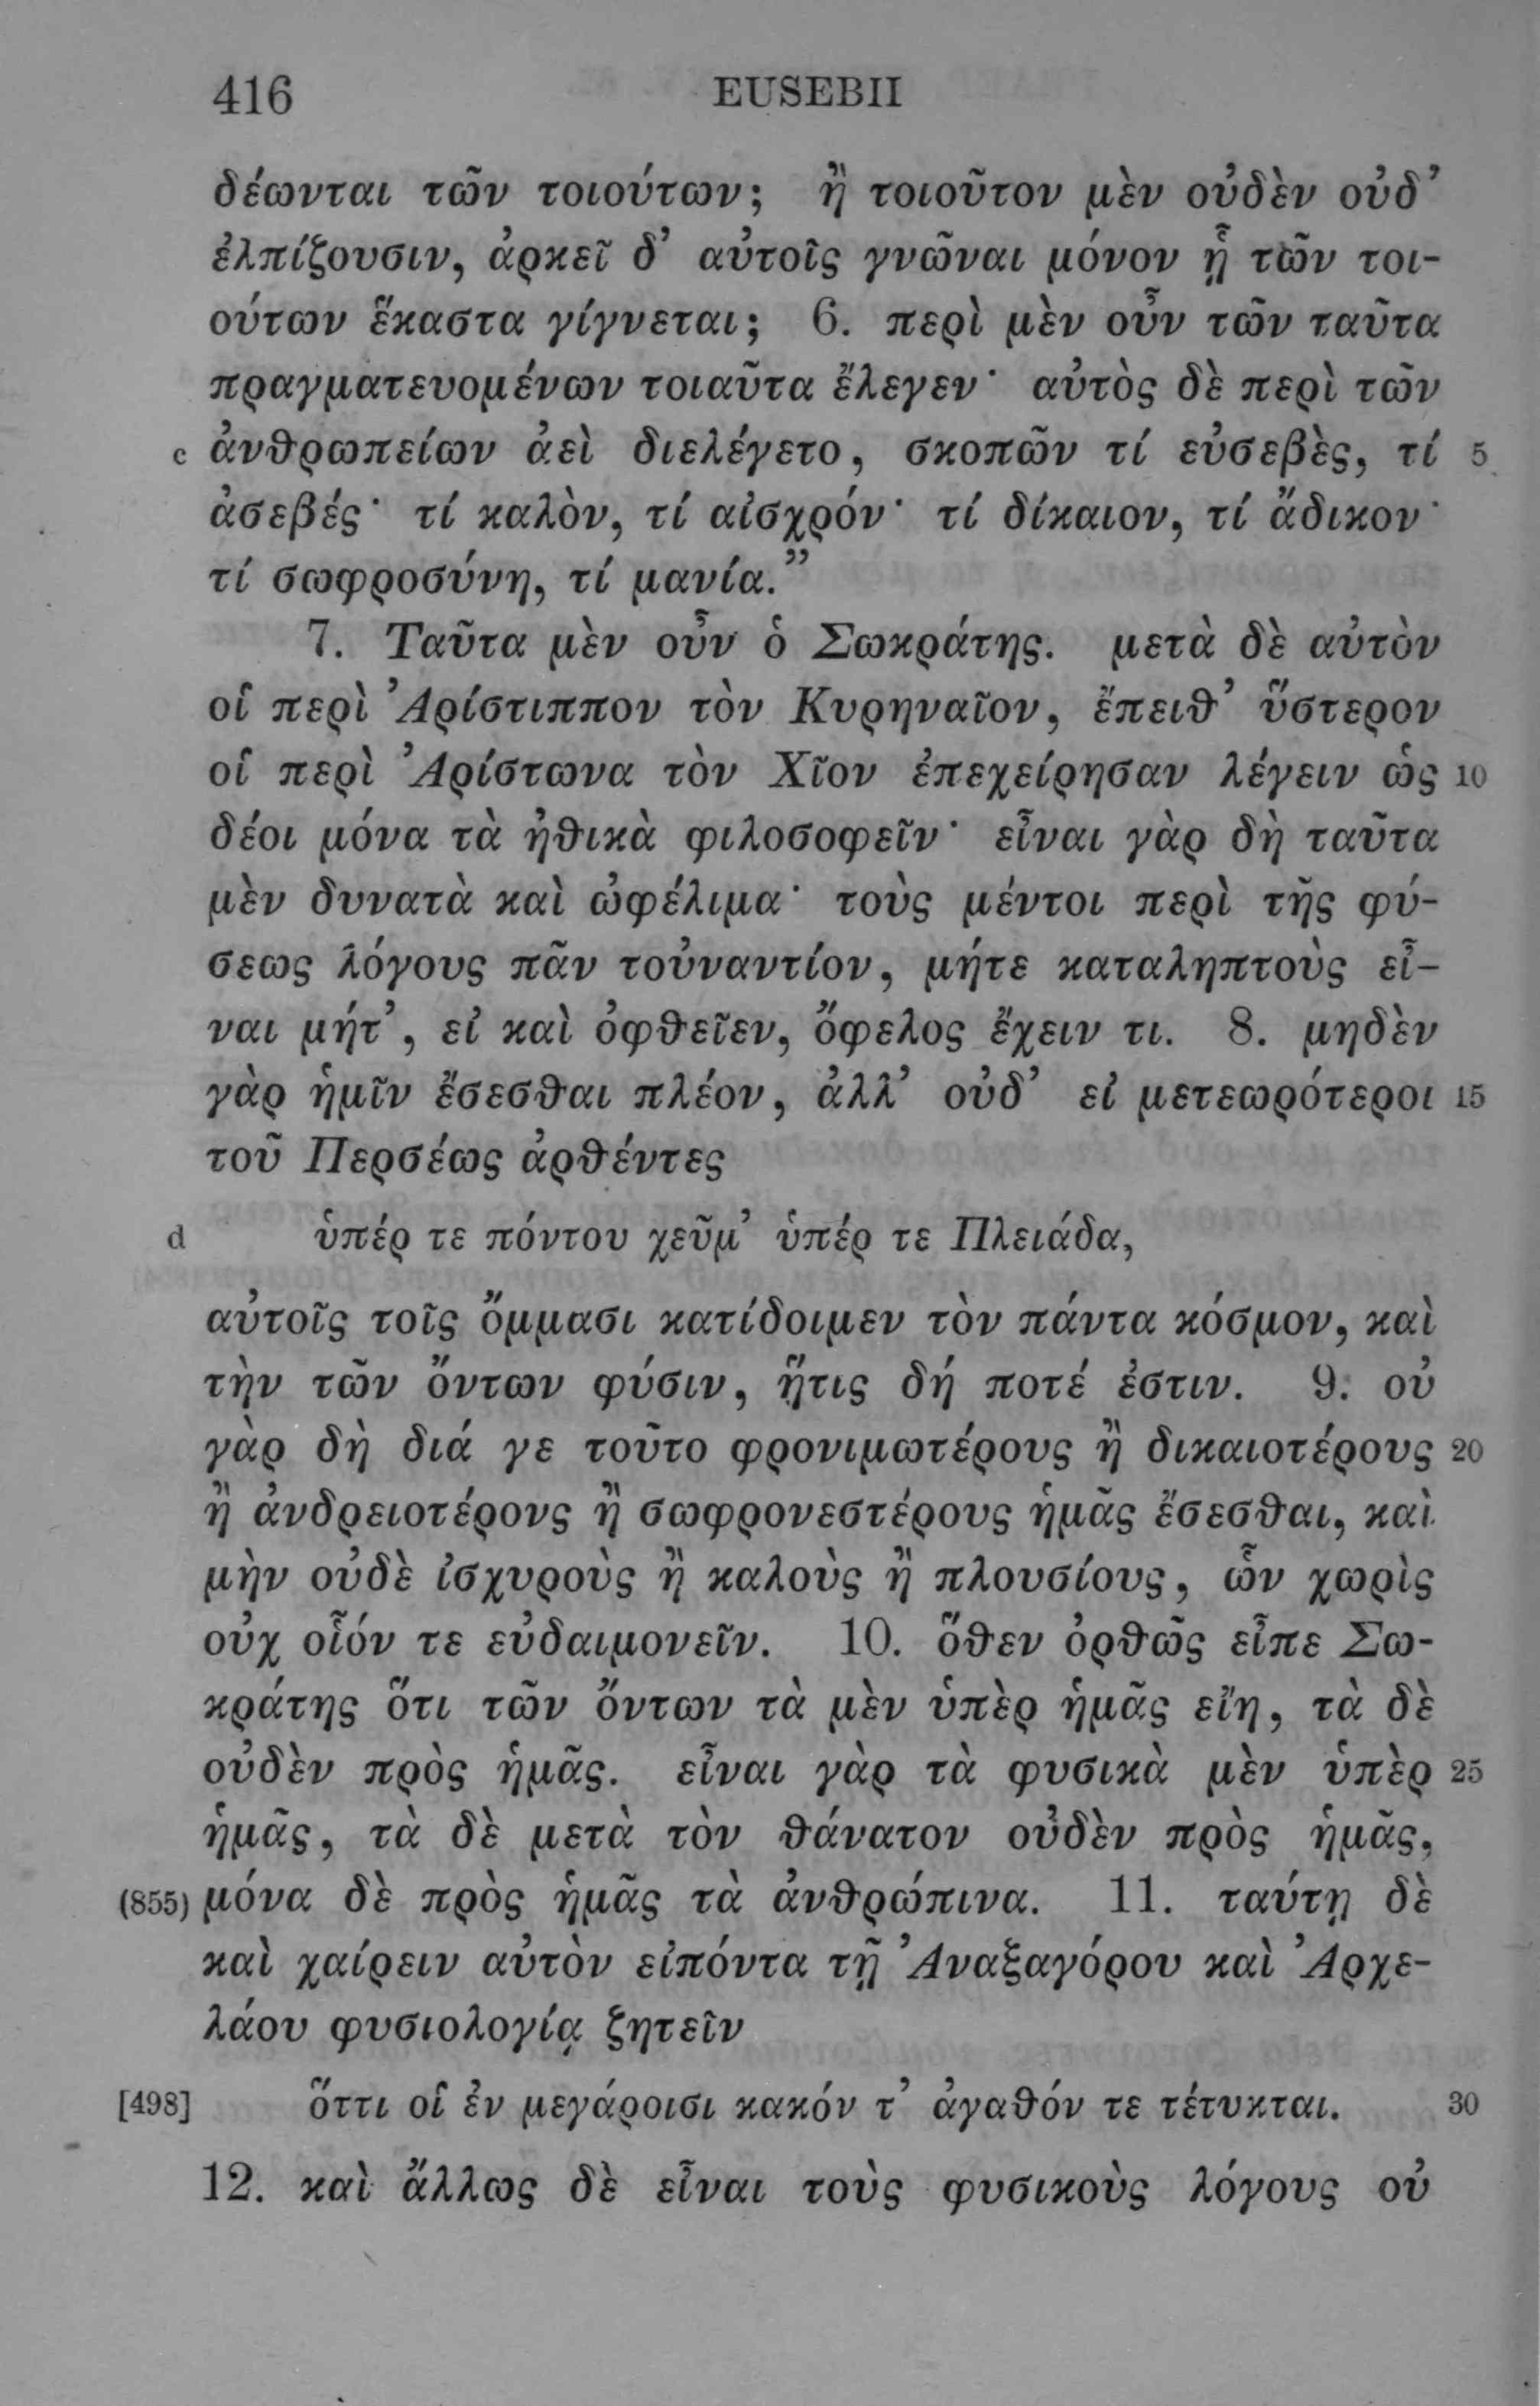 416 EUSEBII
δέωνται τῶν τοιούτων; ἢ τοιοῦτον μὲν οὐδὲν οὐδ’
ἐλπίζουσιν, ἀρκεῖ δ’ αὐτοῖς γνῶναι μόνον ᾗ τῶν τοι-
ούτων ἕκαστα γίγνεται; 6. περὶ μὲν οὖν τῶν ταῦτα
πραγματευομένων τοιαῦτα ἔλεγεν· αὐτὸς δὲ περὶ τῶν
c ἀνθρωπείων ἀεὶ διελέγετο, σκοπῶν τί εὐσεβὲς, τί 5
ἀσεβές· τί καλὸν, τί αἰσχρόν· τί δίκαιον, τί ἄδικον·
τί σωφροσύνη, τί μανία.”
7. Ταῦτα μὲν οὖν ὁ Σωκράτης. μετὰ δὲ αὐτὸν
οἱ περὶ Ἀρίστιππον τὸν Κυρηναῖον, ἔπειθ’ ὕστερον
οἱ περὶ Ἀρίστωνα τὸν Χῖον ἐπεχείρησαν λέγειν ὡς 10
δέοι μόνα τὰ ἠθικὰ φιλοσοφεῖν· εἶναι γὰρ δὴ ταῦτα
μὲν δυνατὰ καὶ ὠφέλιμα· τοὺς μέντοι περὶ τῆς φύ-
σεως λόγους πᾶν τοὐναντίον, μήτε καταληπτοὺς εἶ-
ναι μήτ’, εἰ καὶ ὀφθεῖεν, ὄφελος ἔχειν τι. 8. μηδὲν
γὰρ ἡμῖν ἔσεσθαι πλέον, ἀλλ’ οὐδ’ εἰ μετεωρότεροι 15
τοῦ Περσέως ἀρθέντες
d ὑπέρ τε πόντου χεῦμ’ ὑπέρ τε Πλειάδα,
αὐτοῖς τοῖς ὄμμασι κατίδοιμεν τὸν πάντα κόσμον, καὶ
τὴν τῶν ὄντων φύσιν, ἥτις δή ποτέ ἐστιν. 9. οὐ
γὰρ δὴ διά γε τοῦτο φρονιμωτέρους ἢ δικαιοτέρους 20
ἢ ἀνδρειοτέρους ἢ σωφρονεστέρους ἡμᾶς ἔσεσθαι, καὶ
μὴν οὐδὲ ἰσχυροὺς ἢ καλοὺς ἢ πλουσίους, ὧν χωρὶς
οὐχ οἷόν τε εὐδαιμονεῖν. 10. ὅθεν ὀρθῶς εἶπε Σω-
κράτης ὅτι τῶν ὄντων τὰ μὲν ὑπὲρ ἡμᾶς εἴη, τὰ δὲ
οὐδὲν πρὸς ἡμᾶς. εἶναι γὰρ τὰ φυσικὰ μὲν ὑπὲρ 25
ἡμᾶς, τὰ δὲ μετὰ τὸν θάνατον οὐδὲν πρὸς ἡμᾶς,
(855) μόνα δὲ πρὸς ἡμᾶς τὰ ἀνθρώπινα. 11. ταύτῃ δὲ
καὶ χαίρειν αὐτὸν εἰπόντα τῇ Ἀναξαγόρου καὶ Ἀρχε-
λάου φυσιολογίᾳ ζητεῖν
[498] ὅττι οἱ ἐν μεγάροισι κακόν τ’ ἀγαθόν τε τέτυκται. 30
12. καὶ ἄλλως δὲ εἶναι τοὺς φυσικοὺς λόγους οὐ